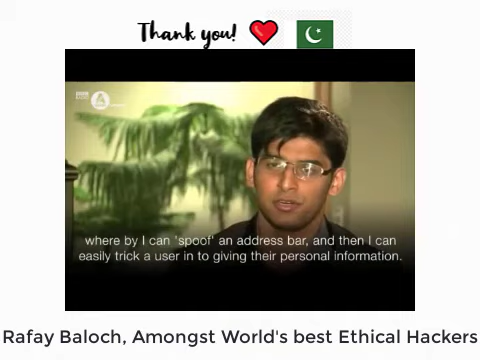 Thank you!
where by I can 'spoof' an address bar, and then I can
easily trick a user in to giving their personal information.
Rafay Baloch, Amongst World's best Ethical Hackers